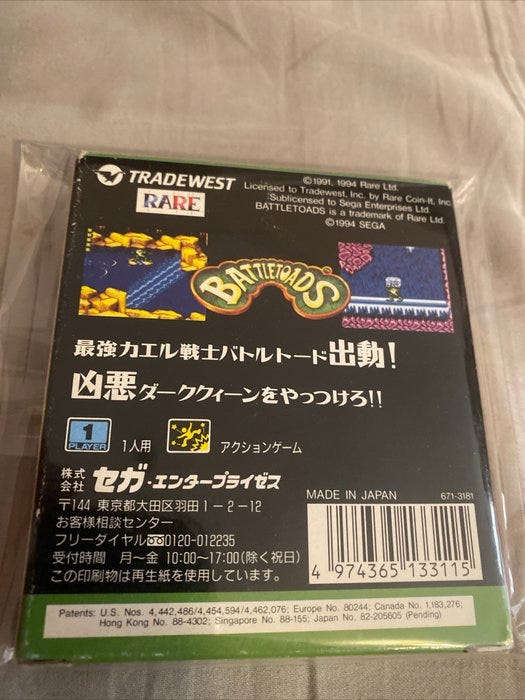 TRADEWEST
RARE
©1991, 1994 Rare Ltd.
Licensed to Tradewest, Inc. by Rare Coin-It, Inc.
Sublicensed to Sega Enterprises Ltd.
BATTLETOADS is a trademark of Rare Ltd.
©1994 SEGA
BATTLETOADS
最強カエル戦士バトルトード出動!
凶悪ダーククィーンをやっつけろ!!
1
PLAYER
1人用
アクションゲーム
株式会社 セガ・エンタープライゼス
〒144 東京都大田区羽田1-2-12
お客様相談センター
フリーダイヤル 0120-012235
受付時間 月〜金 10:00〜17:00(除く祝日)
この印刷物は再生紙を使用しています。
MADE IN JAPAN 671-3181
4 974365 133115
Patents: U.S. Nos. 4,442,486/4,454,594/4,462,076; Europe No. 80244; Canada No. 1,183,276;
Hong Kong No. 88-4302; Singapore No. 88-155; Japan No. 82-205605 (Pending)